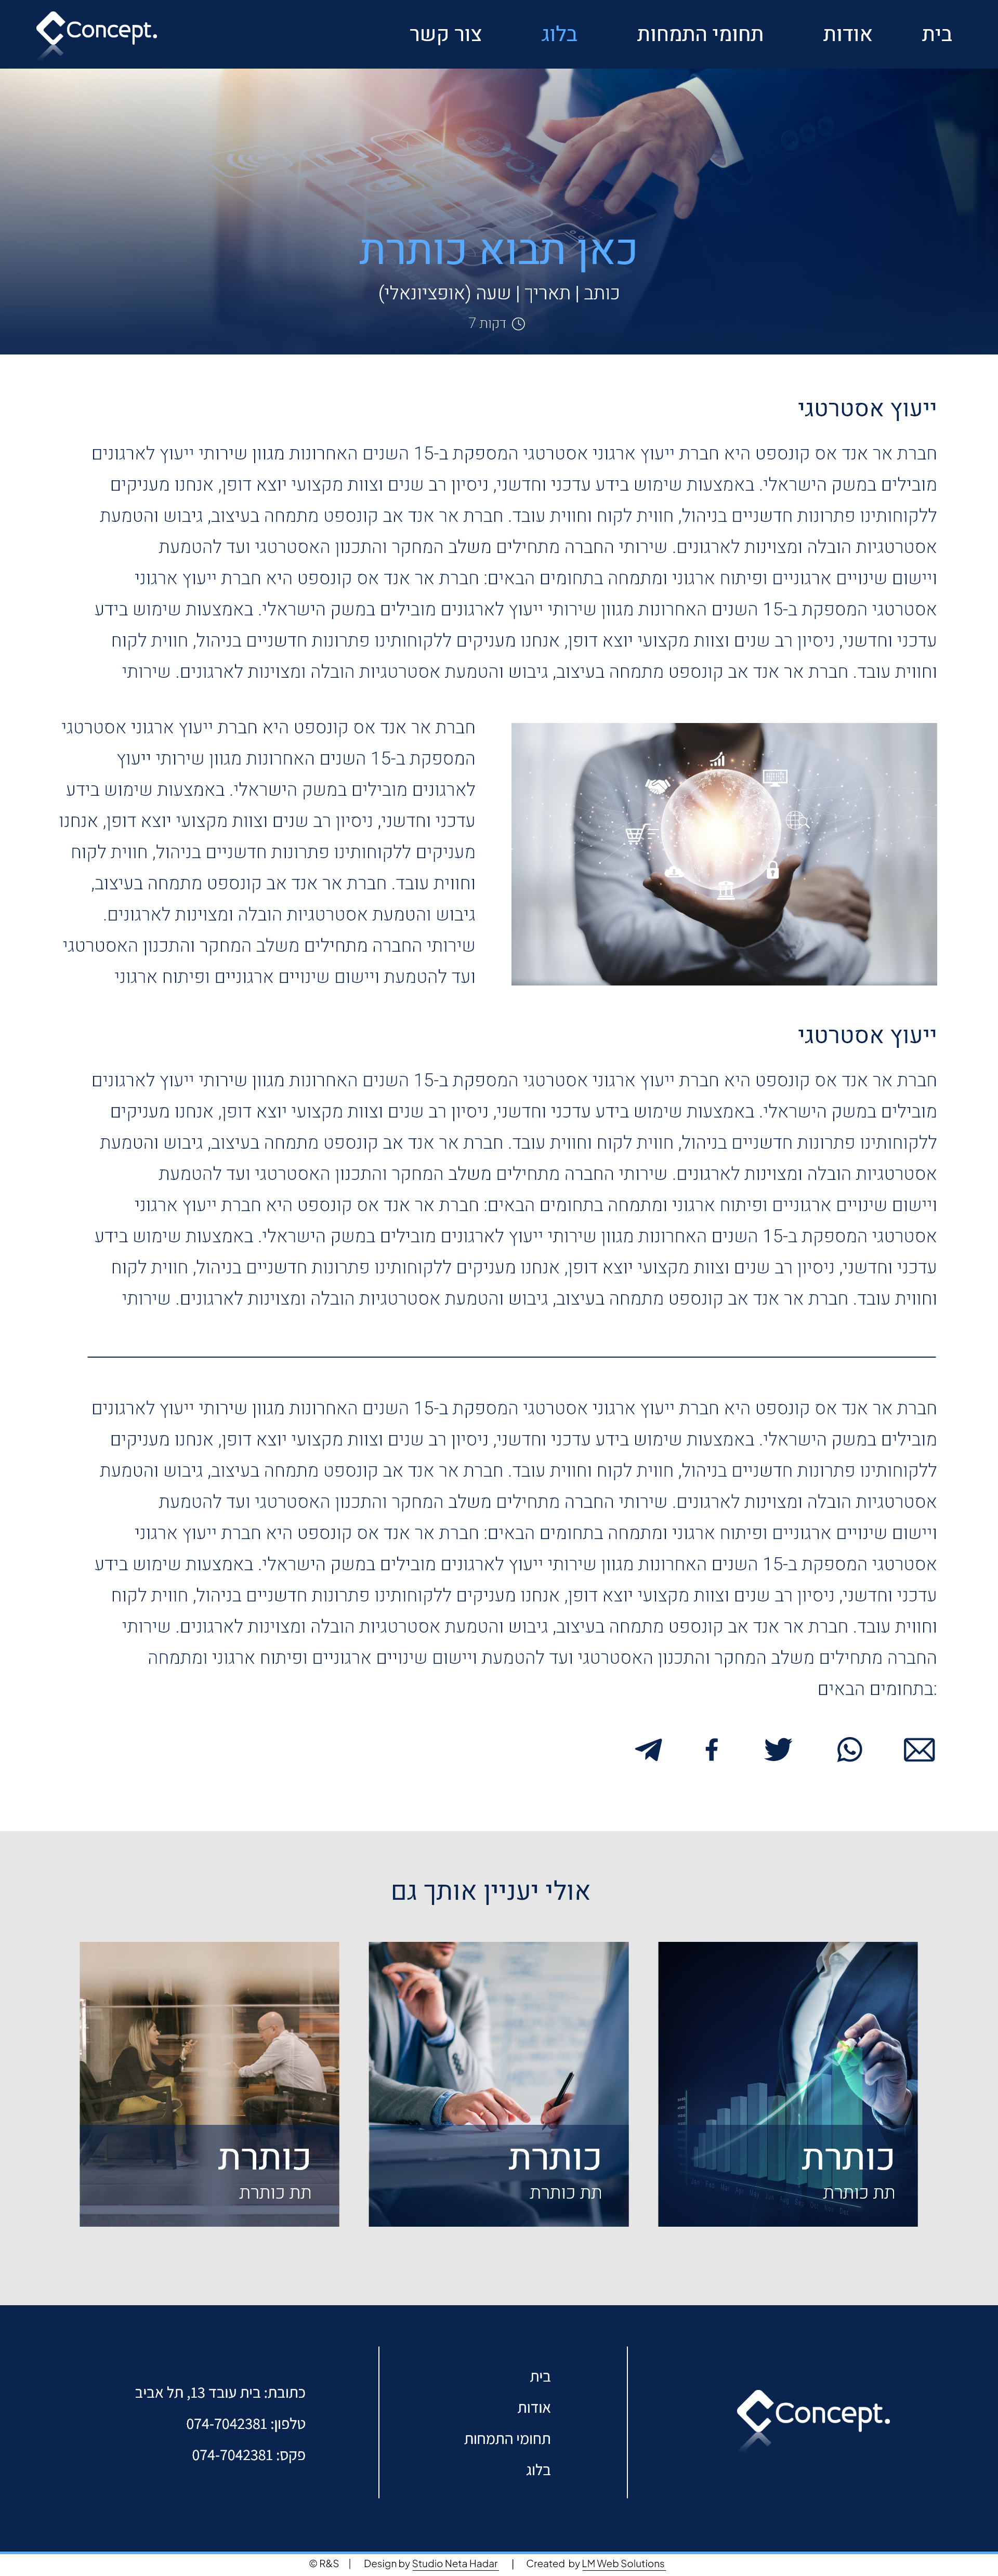 Concept.
בית אודות תחומי התמחות בלוג צור קשר
כאן תבוא כותרת
כותב | תאריך | שעה (אופציונאלי)
7 דקות
ייעוץ אסטרטגי
חברת אר אנד אס קונספט היא חברת ייעוץ ארגוני אסטרטגי המספקת ב-15 השנים האחרונות מגוון שירותי ייעוץ לארגונים
מובילים במשק הישראלי. באמצעות שימוש בידע עדכני וחדשני, ניסיון רב שנים וצוות מקצועי יוצא דופן, אנחנו מעניקים
ללקוחותינו פתרונות חדשניים בניהול, חווית לקוח וחווית עובד. חברת אר אנד אב קונספט מתמחה בעיצוב, גיבוש והטמעת
אסטרטגיות הובלה ומצוינות לארגונים. שירותי החברה מתחילים משלב המחקר והתכנון האסטרטגי ועד להטמעת
ויישום שינויים ארגוניים ופיתוח ארגוני ומתמחה בתחומים הבאים: חברת אר אנד אס קונספט היא חברת ייעוץ ארגוני
אסטרטגי המספקת ב-15 השנים האחרונות מגוון שירותי ייעוץ לארגונים מובילים במשק הישראלי. באמצעות שימוש בידע
עדכני וחדשני, ניסיון רב שנים וצוות מקצועי יוצא דופן, אנחנו מעניקים ללקוחותינו פתרונות חדשניים בניהול, חווית לקוח
וחווית עובד. חברת אר אנד אב קונספט מתמחה בעיצוב, גיבוש והטמעת אסטרטגיות הובלה ומצוינות לארגונים. שירותי
חברת אר אנד אס קונספט היא חברת ייעוץ ארגוני אסטרטגי
המספקת ב-15 השנים האחרונות מגוון שירותי ייעוץ
לארגונים מובילים במשק הישראלי. באמצעות שימוש בידע
עדכני וחדשני, ניסיון רב שנים וצוות מקצועי יוצא דופן, אנחנו
מעניקים ללקוחותינו פתרונות חדשניים בניהול, חווית לקוח
וחווית עובד. חברת אר אנד אב קונספט מתמחה בעיצוב,
גיבוש והטמעת אסטרטגיות הובלה ומצוינות לארגונים.
שירותי החברה מתחילים משלב המחקר והתכנון האסטרטגי
ועד להטמעת ויישום שינויים ארגוניים ופיתוח ארגוני
ייעוץ אסטרטגי
חברת אר אנד אס קונספט היא חברת ייעוץ ארגוני אסטרטגי המספקת ב-15 השנים האחרונות מגוון שירותי ייעוץ לארגונים
מובילים במשק הישראלי. באמצעות שימוש בידע עדכני וחדשני, ניסיון רב שנים וצוות מקצועי יוצא דופן, אנחנו מעניקים
ללקוחותינו פתרונות חדשניים בניהול, חווית לקוח וחווית עובד. חברת אר אנד אב קונספט מתמחה בעיצוב, גיבוש והטמעת
אסטרטגיות הובלה ומצוינות לארגונים. שירותי החברה מתחילים משלב המחקר והתכנון האסטרטגי ועד להטמעת
ויישום שינויים ארגוניים ופיתוח ארגוני ומתמחה בתחומים הבאים: חברת אר אנד אס קונספט היא חברת ייעוץ ארגוני
אסטרטגי המספקת ב-15 השנים האחרונות מגוון שירותי ייעוץ לארגונים מובילים במשק הישראלי. באמצעות שימוש בידע
עדכני וחדשני, ניסיון רב שנים וצוות מקצועי יוצא דופן, אנחנו מעניקים ללקוחותינו פתרונות חדשניים בניהול, חווית לקוח
וחווית עובד. חברת אר אנד אב קונספט מתמחה בעיצוב, גיבוש והטמעת אסטרטגיות הובלה ומצוינות לארגונים. שירותי
חברת אר אנד אס קונספט היא חברת ייעוץ ארגוני אסטרטגי המספקת ב-15 השנים האחרונות מגוון שירותי ייעוץ לארגונים
מובילים במשק הישראלי. באמצעות שימוש בידע עדכני וחדשני, ניסיון רב שנים וצוות מקצועי יוצא דופן, אנחנו מעניקים
ללקוחותינו פתרונות חדשניים בניהול, חווית לקוח וחווית עובד. חברת אר אנד אב קונספט מתמחה בעיצוב, גיבוש והטמעת
אסטרטגיות הובלה ומצוינות לארגונים. שירותי החברה מתחילים משלב המחקר והתכנון האסטרטגי ועד להטמעת
ויישום שינויים ארגוניים ופיתוח ארגוני ומתמחה בתחומים הבאים: חברת אר אנד אס קונספט היא חברת ייעוץ ארגוני
אסטרטגי המספקת ב-15 השנים האחרונות מגוון שירותי ייעוץ לארגונים מובילים במשק הישראלי. באמצעות שימוש בידע
עדכני וחדשני, ניסיון רב שנים וצוות מקצועי יוצא דופן, אנחנו מעניקים ללקוחותינו פתרונות חדשניים בניהול, חווית לקוח
וחווית עובד. חברת אר אנד אב קונספט מתמחה בעיצוב, גיבוש והטמעת אסטרטגיות הובלה ומצוינות לארגונים. שירותי
החברה מתחילים משלב המחקר והתכנון האסטרטגי ועד להטמעת ויישום שינויים ארגוניים ופיתוח ארגוני ומתמחה
:בתחומים הבאים
אולי יעניין אותך גם
כותרת
תת כותרת
כותרת
תת כותרת
כותרת
תת כותרת
Concept.
בית
אודות
תחומי התמחות
בלוג
כתובת: בית עובד 13, תל אביב
טלפון: 074-7042381
פקס: 074-7042381
© R&S | Design by Studio Neta Hadar | Created by LM Web Solutions